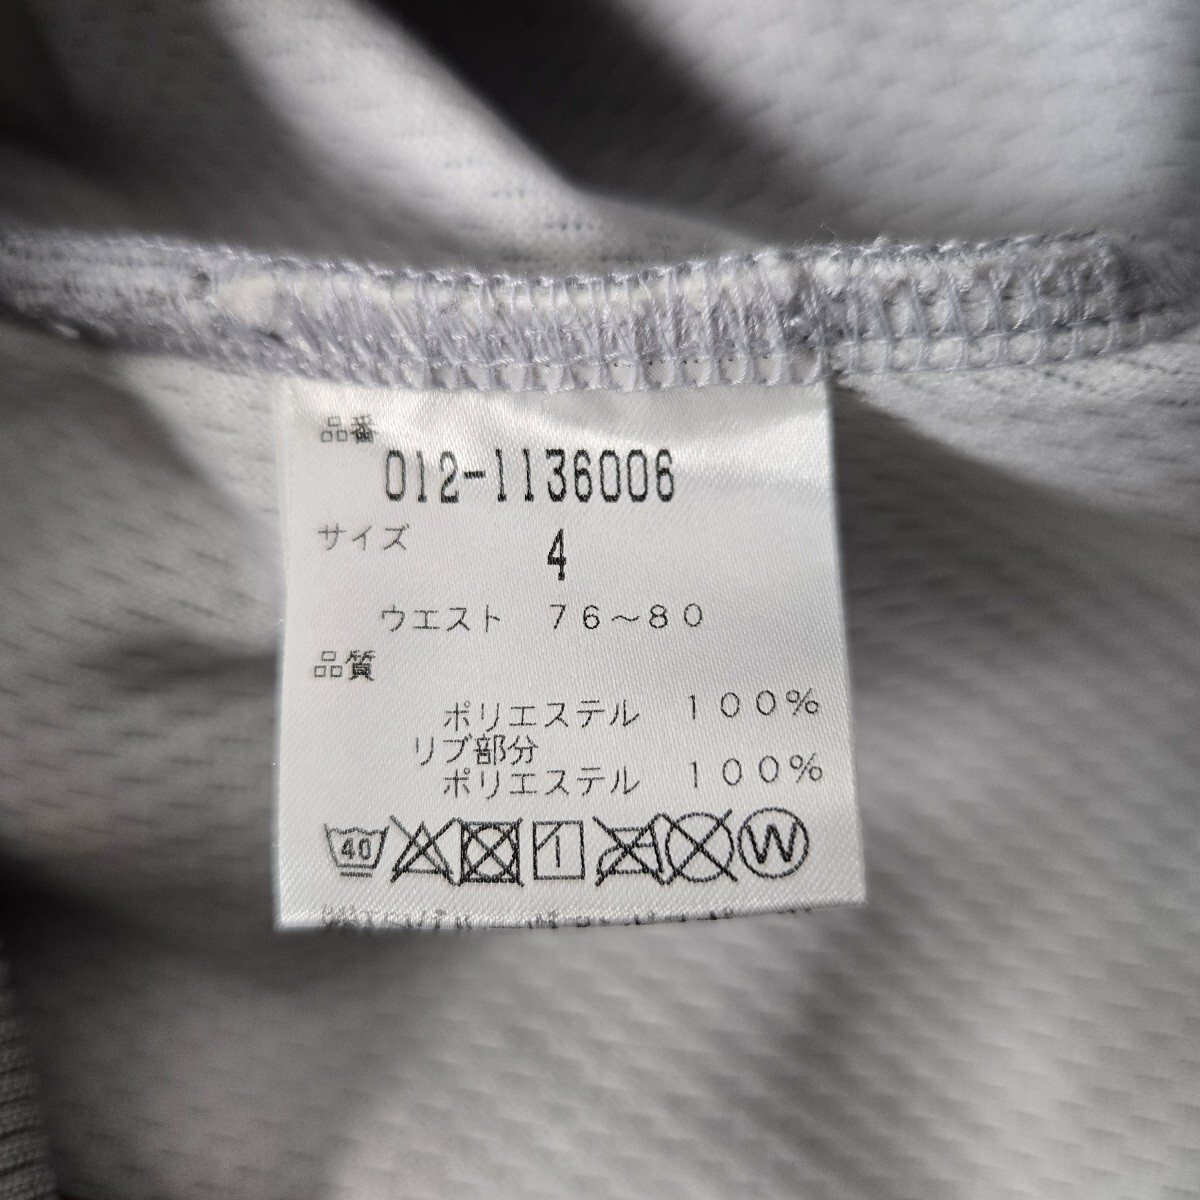 品番
012-1136006
サイズ
4
ウエスト 76～80
品質
ポリエステル 100%
リブ部分
ポリエステル 100%
40 W